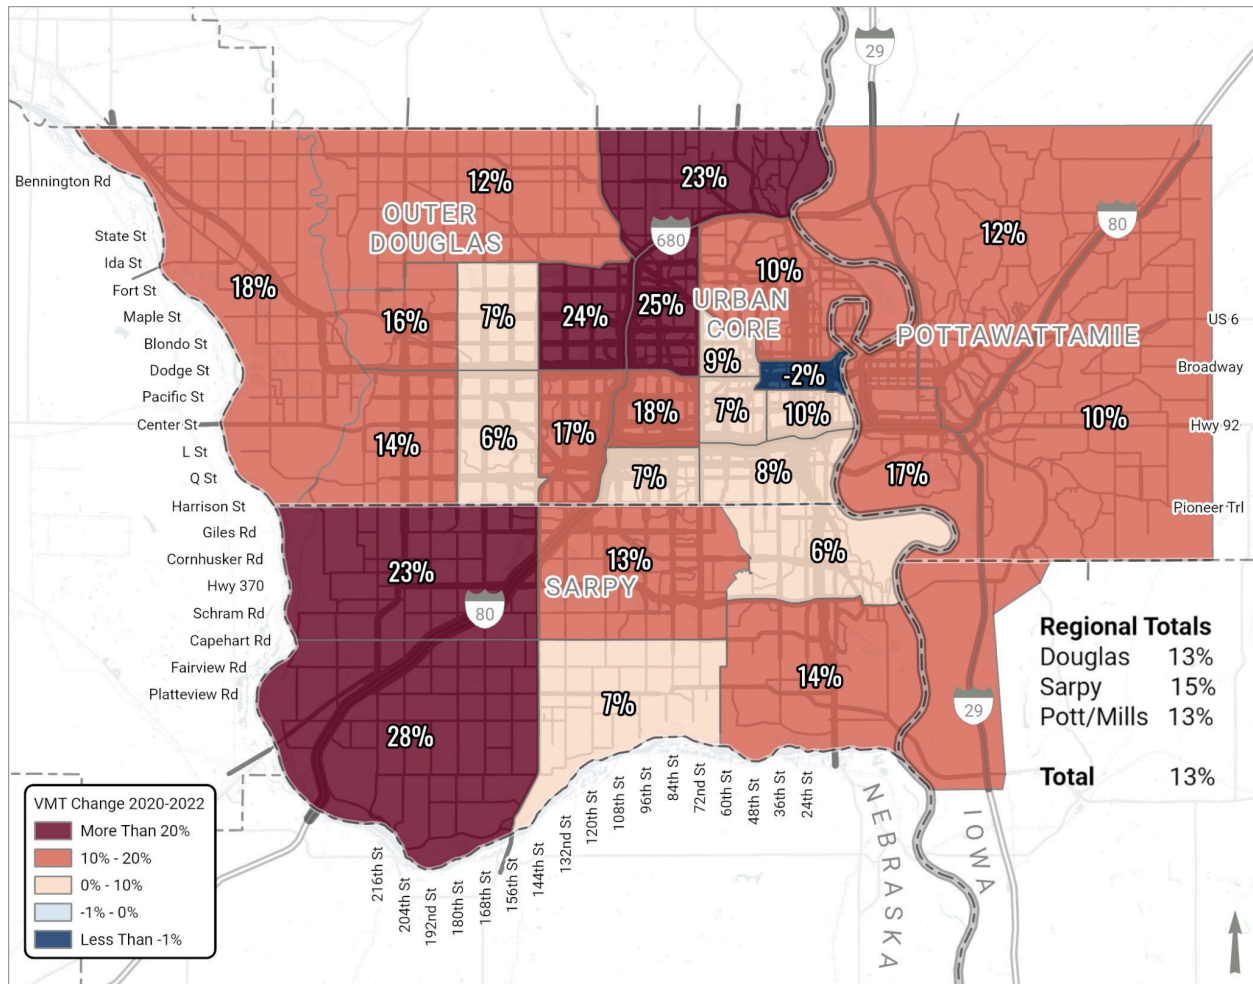 29
Bennington Rd
State St
Ida St
Fort St
Maple St
Blondo St
Dodge St
Pacific St
Center St
L St
Q St
Harrison St
Giles Rd
Cornhusker Rd
Hwy 370
Schram Rd
Capehart Rd
Fairview Rd
Platteview Rd
12%
23%
OUTER
DOUGLAS
680
12%
80
18%
16%
7%
24%
25%
10%
URBAN
CORE
POTTAWATTAMIE
US 6
9%
-2%
Broadway
14%
6%
17%
18%
7%
10%
10%
Hwy 92
7%
8%
17%
Pioneer Trl
23%
13%
6%
SARPY
80
28%
7%
14%
29
Regional Totals
Douglas 13%
Sarpy 15%
Pott/Mills 13%
Total 13%
216th St
204th St
192nd St
180th St
168th St
156th St
144th St
132nd St
120th St
108th St
96th St
84th St
72nd St
60th St
48th St
36th St
24th St
NEBRASKA
IOWA
VMT Change 2020-2022
More Than 20%
10% - 20%
0% - 10%
-1% - 0%
Less Than -1%